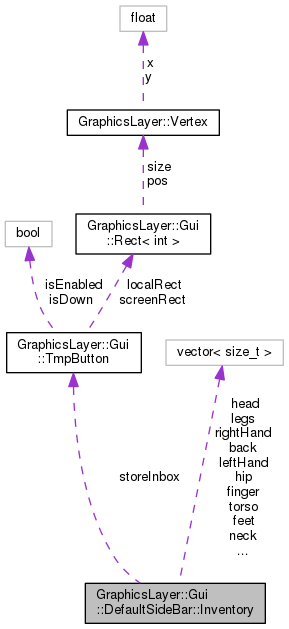 float
x
y
GraphicsLayer::Vertex
size
pos
GraphicsLayer::Gui
::Rect< int >
bool
isEnabled
isDown
localRect
screenRect
GraphicsLayer::Gui
::TmpButton
vector< size_t >
storeInbox
head
legs
rightHand
back
leftHand
hip
finger
torso
feet
neck
...
GraphicsLayer::Gui
::DefaultSideBar::Inventory